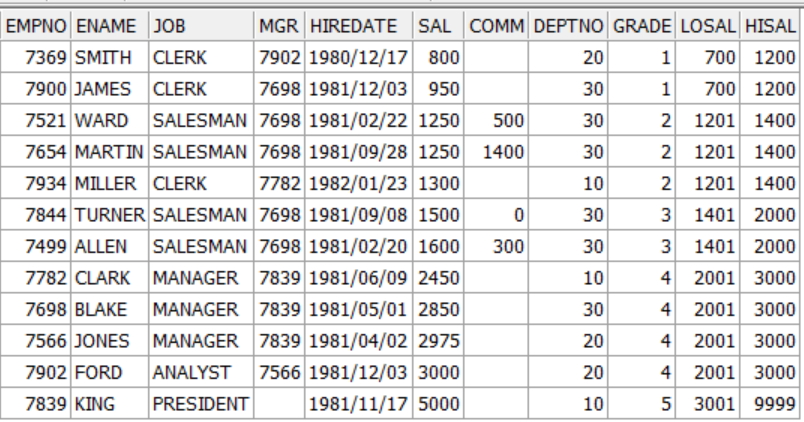 EMPNO ENAME JOB MGR HIREDATE SAL COMM DEPTNO GRADE LOSAL HISAL
7369 SMITH CLERK 7902 1980/12/17 800 20 1 700 1200
7900 JAMES CLERK 7698 1981/12/03 950 30 1 700 1200
7521 WARD SALESMAN 7698 1981/02/22 1250 500 30 2 1201 1400
7654 MARTIN SALESMAN 7698 1981/09/28 1250 1400 30 2 1201 1400
7934 MILLER CLERK 7782 1982/01/23 1300 10 2 1201 1400
7844 TURNER SALESMAN 7698 1981/09/08 1500 0 30 3 1401 2000
7499 ALLEN SALESMAN 7698 1981/02/20 1600 300 30 3 1401 2000
7782 CLARK MANAGER 7839 1981/06/09 2450 10 4 2001 3000
7698 BLAKE MANAGER 7839 1981/05/01 2850 30 4 2001 3000
7566 JONES MANAGER 7839 1981/04/02 2975 20 4 2001 3000
7902 FORD ANALYST 7566 1981/12/03 3000 20 4 2001 3000
7839 KING PRESIDENT 1981/11/17 5000 10 5 3001 9999